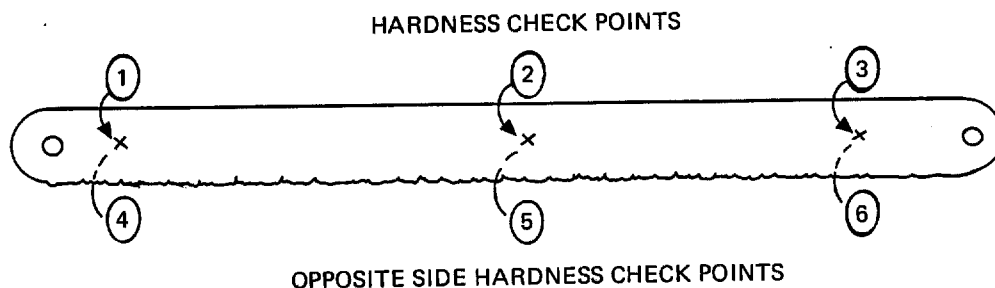 HARDNESS CHECK POINTS
1 2 3
4 5 6
OPPOSITE SIDE HARDNESS CHECK POINTS